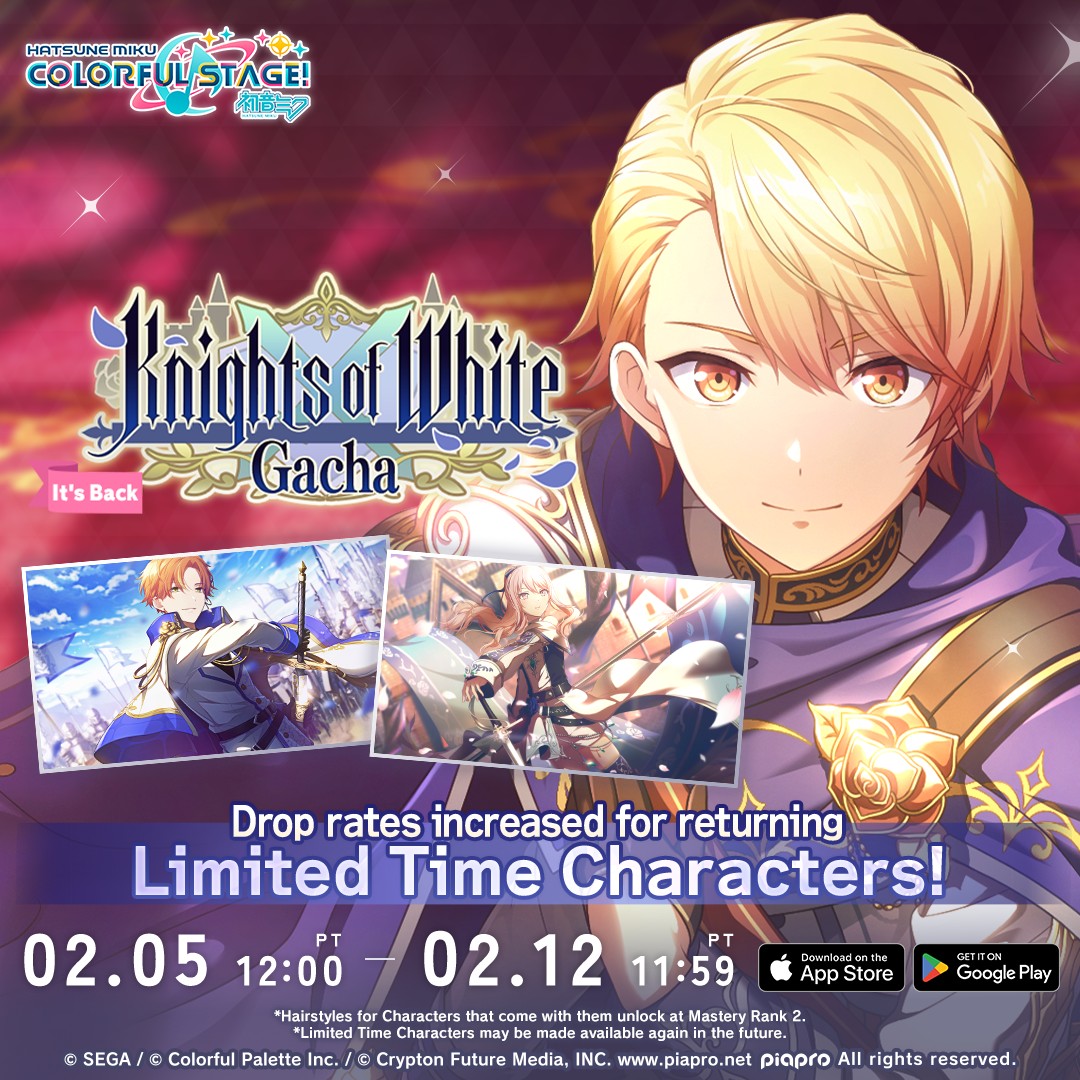 HATSUNE MIKU
COLORFUL STAGE!
初音ミク
HATSUNE MIKU
Knights of White
Gacha
It's Back
Drop rates increased for returning
Limited Time Characters!
02.05 PT 12:00 — 02.12 PT 11:59
Download on the
App Store
GET IT ON
Google Play
*Hairstyles for Characters that come with them unlock at Mastery Rank 2.
*Limited Time Characters may be made available again in the future.
© SEGA / © Colorful Palette Inc. / © Crypton Future Media, INC. www.piapro.net piapro All rights reserved.